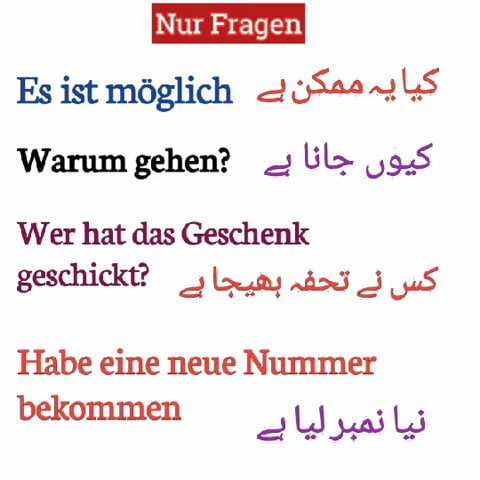 Nur Fragen
Es ist möglich کیا یہ ممکن ہے
Warum gehen? کیوں جانا ہے
Wer hat das Geschenk
geschickt? کس نے تحفہ بھیجا ہے
Habe eine neue Nummer
bekommen نیا نمبر لیا ہے